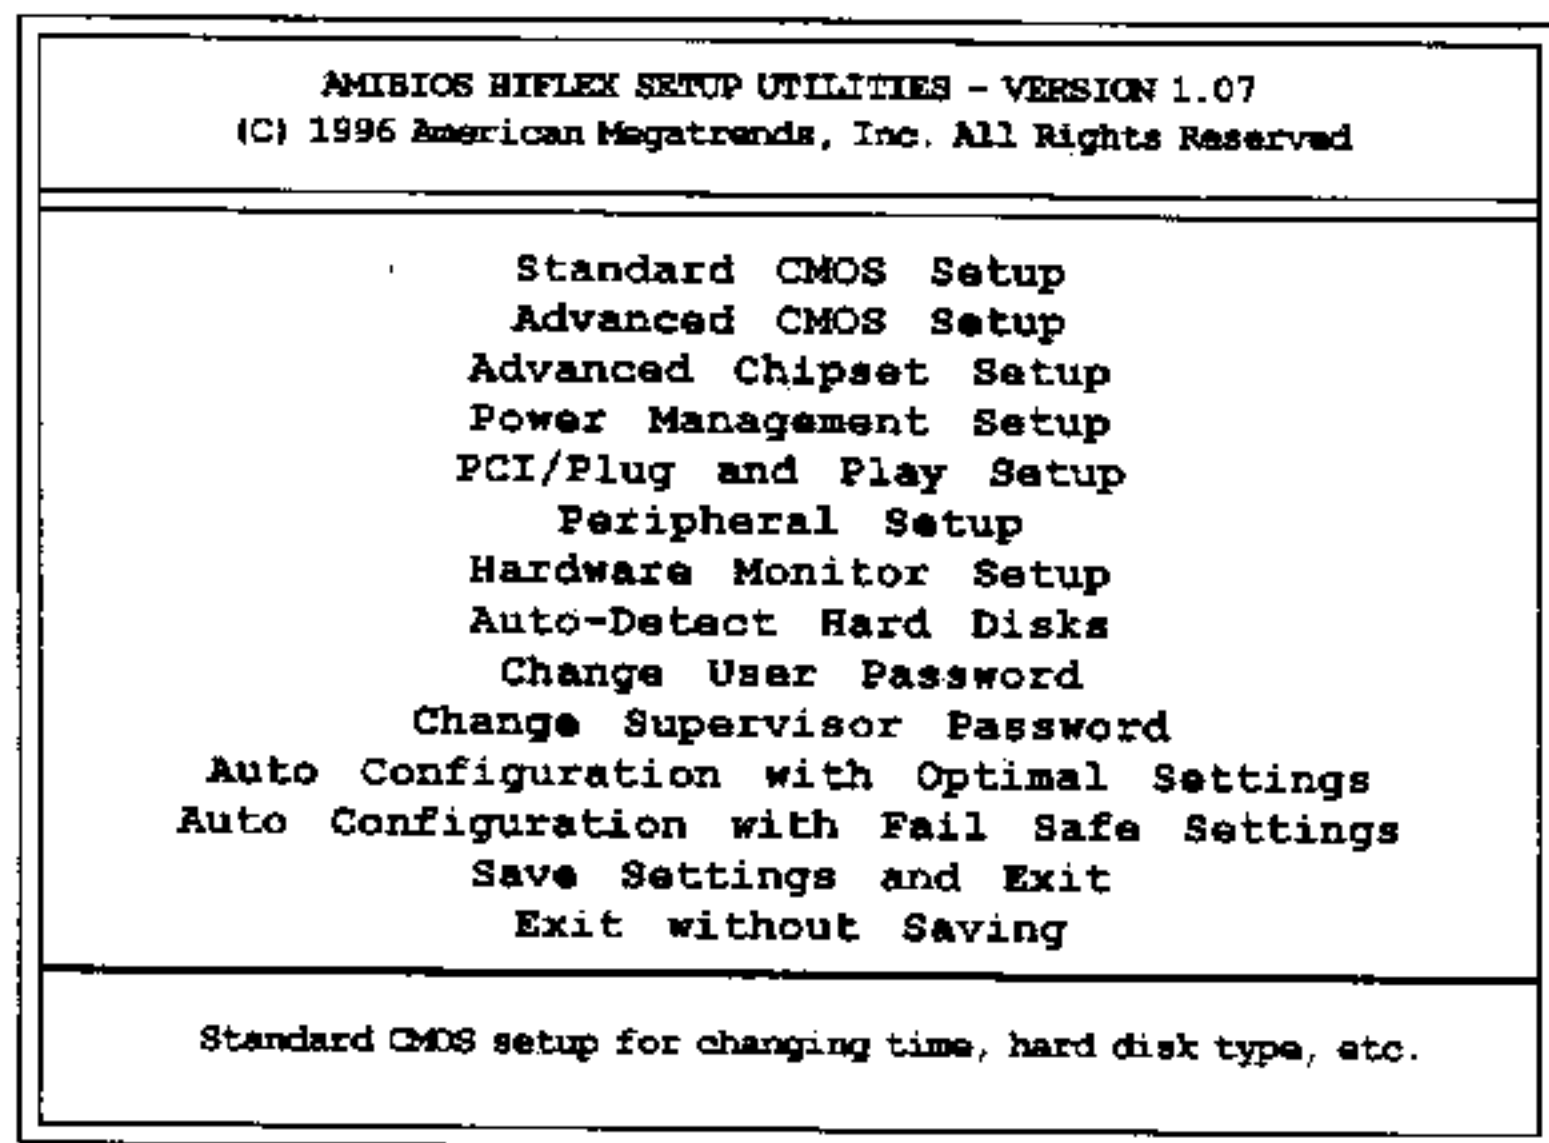 AMIBIOS HIFLEX SETUP UTILITIES - VERSION 1.07
(C) 1996 American Megatrends, Inc. All Rights Reserved
Standard CMOS Setup
Advanced CMOS Setup
Advanced Chipset Setup
Power Management Setup
PCI/Plug and Play Setup
Peripheral Setup
Hardware Monitor Setup
Auto-Detect Hard Disks
Change User Password
Change Supervisor Password
Auto Configuration with Optimal Settings
Auto Configuration with Fail Safe Settings
Save Settings and Exit
Exit without Saving
Standard CMOS setup for changing time, hard disk type, etc.